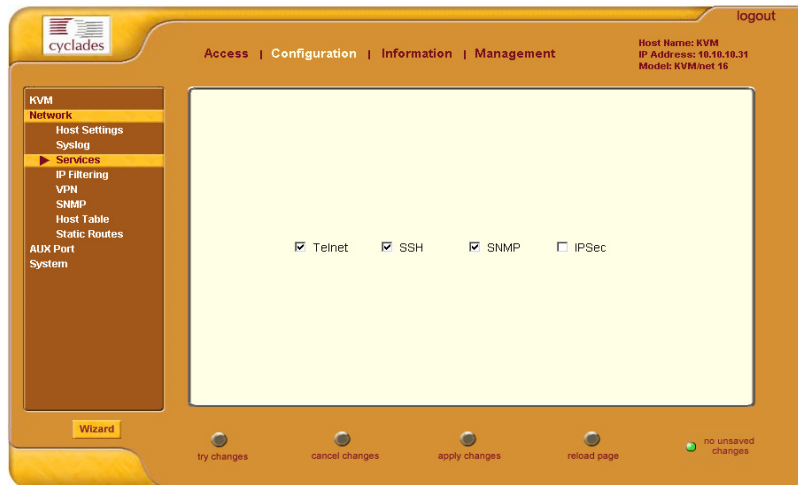 logout
cyclades
Access | Configuration | Information | Management
Host Name: KVM
IP Address: 10.10.10.31
Model: KVM/net 16
KVM
Network
Host Settings
Syslog
Services
IP Filtering
VPN
SNMP
Host Table
Static Routes
AUX Port
System
Telnet SSH SNMP IPSec
Wizard
try changes cancel changes apply changes reload page no unsaved changes